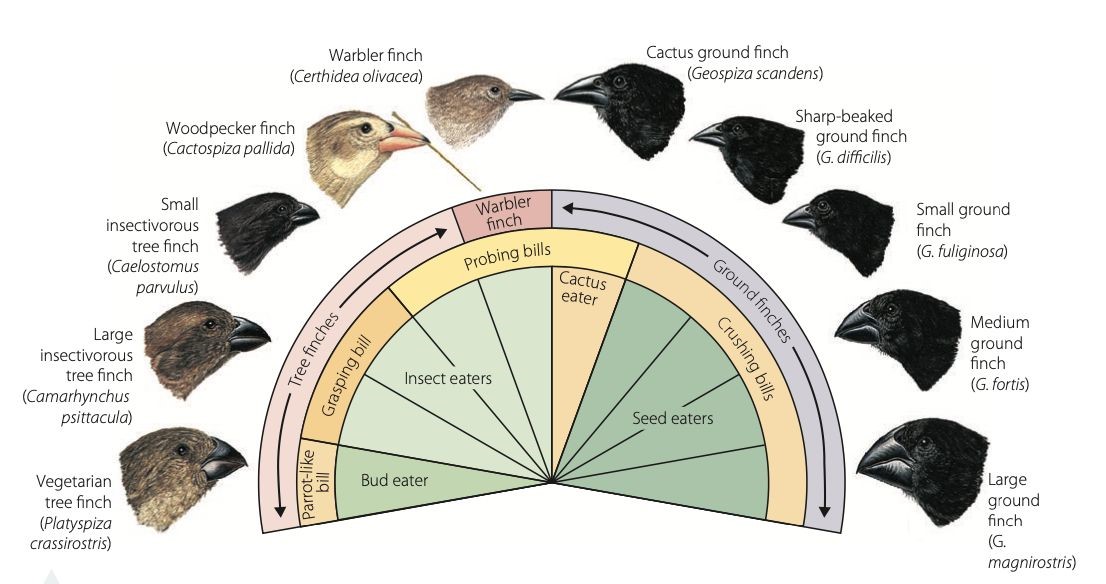 Warbler finch
(Certhidea olivacea)
Cactus ground finch
(Geospiza scandens)
Woodpecker finch
(Cactospiza pallida)
Sharp-beaked
ground finch
(G. difficilis)
Small
insectivorous
tree finch
(Caelostomus
parvulus)
Small ground
finch
(G. fuliginosa)
Large
insectivorous
tree finch
(Camarhynchus
psittacula)
Medium
ground
finch
(G. fortis)
Vegetarian
tree finch
(Platyspiza
crassirostris)
Large
ground
finch
(G.
magnirostris)
Tree finches
Warbler
finch
Ground finches
Parrot-like
bill
Grasping bill
Probing bills
Crushing bills
Bud eater
Insect eaters
Cactus
eater
Seed eaters